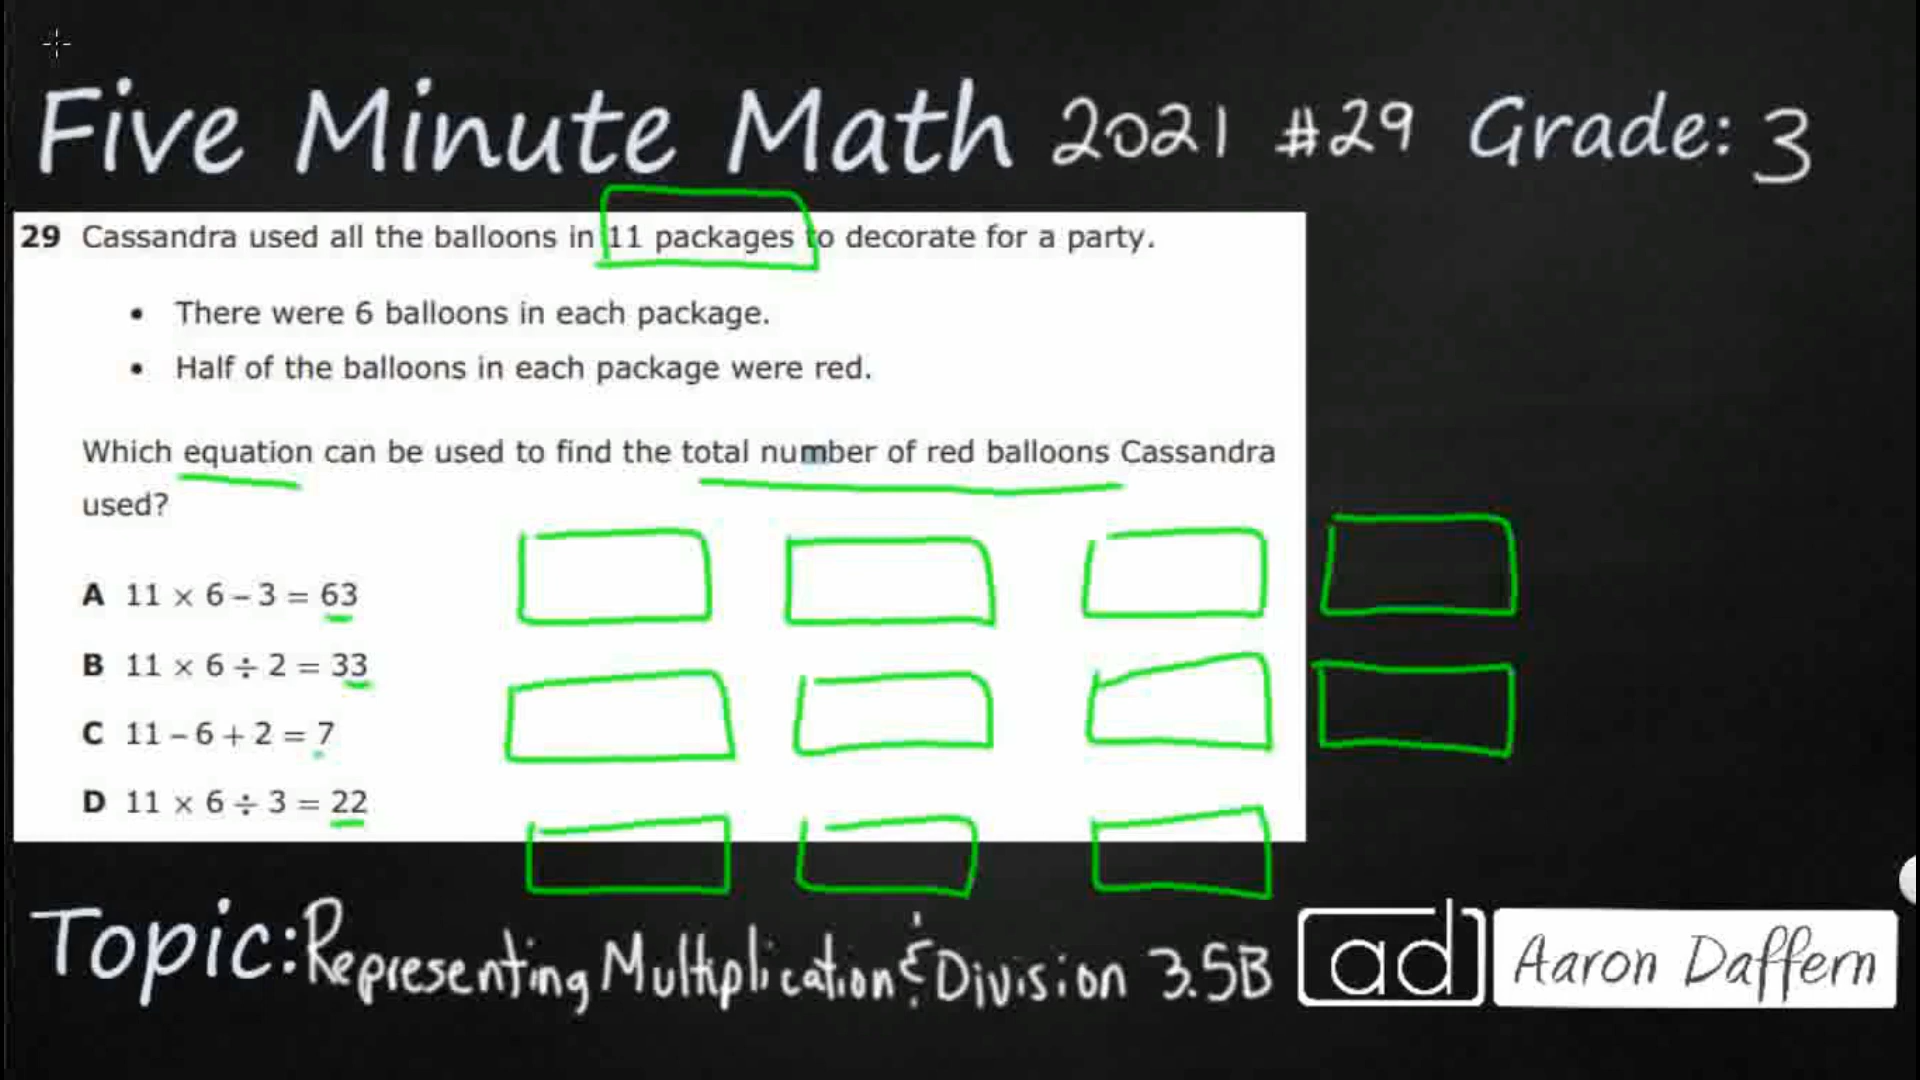 Five Minute Math 2021 #29 Grade: 3
29 Cassandra used all the balloons in 11 packages to decorate for a party.
• There were 6 balloons in each package.
• Half of the balloons in each package were red.
Which equation can be used to find the total number of red balloons Cassandra
used?
A 11 × 6 – 3 = 63
B 11 × 6 ÷ 2 = 33
C 11 – 6 + 2 = 7
D 11 × 6 ÷ 3 = 22
Topic: Representing Multiplication & Division 3.5B ad Aaron Daffern